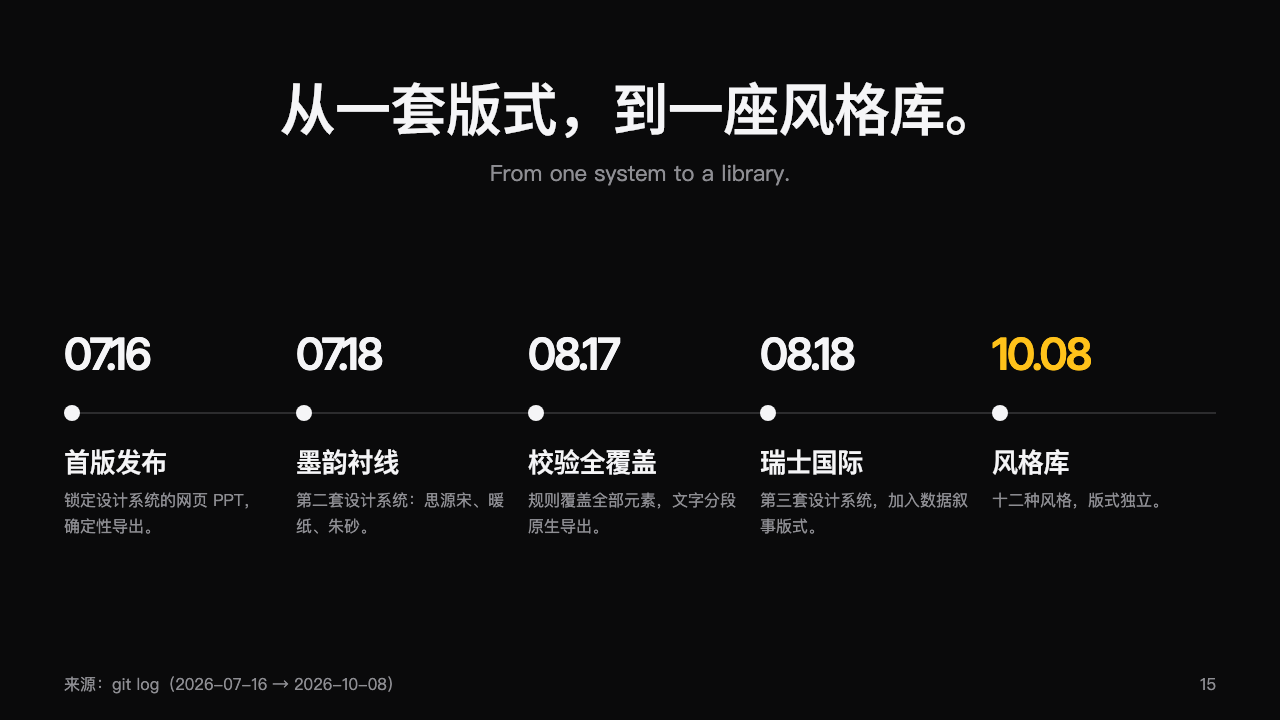 从一套版式，到一座风格库。
From one system to a library.
07.16
07.18
08.17
08.18
10.08
首版发布
墨韵衬线
校验全覆盖
瑞士国际
风格库
锁定设计系统的网页 PPT，
确定性导出。
第二套设计系统：思源宋、暖
纸、朱砂。
规则覆盖全部元素，文字分段
原生导出。
第三套设计系统，加入数据叙
事版式。
十二种风格，版式独立。
来源：git log（2026–07–16 → 2026–10–08）
15